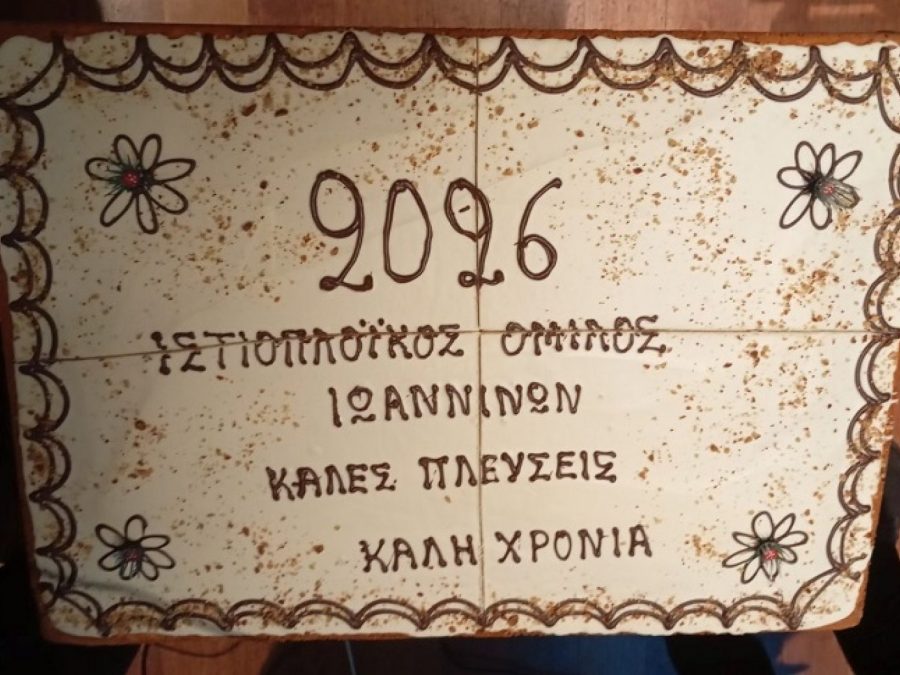 2026
ΙΣΤΙΟΠΛΟΪΚΟΣ ΟΜΙΛΟΣ
ΙΩΑΝΝΙΝΩΝ
ΚΑΛΕΣ ΠΛΕΥΣΕΙΣ
ΚΑΛΗ ΧΡΟΝΙΑ